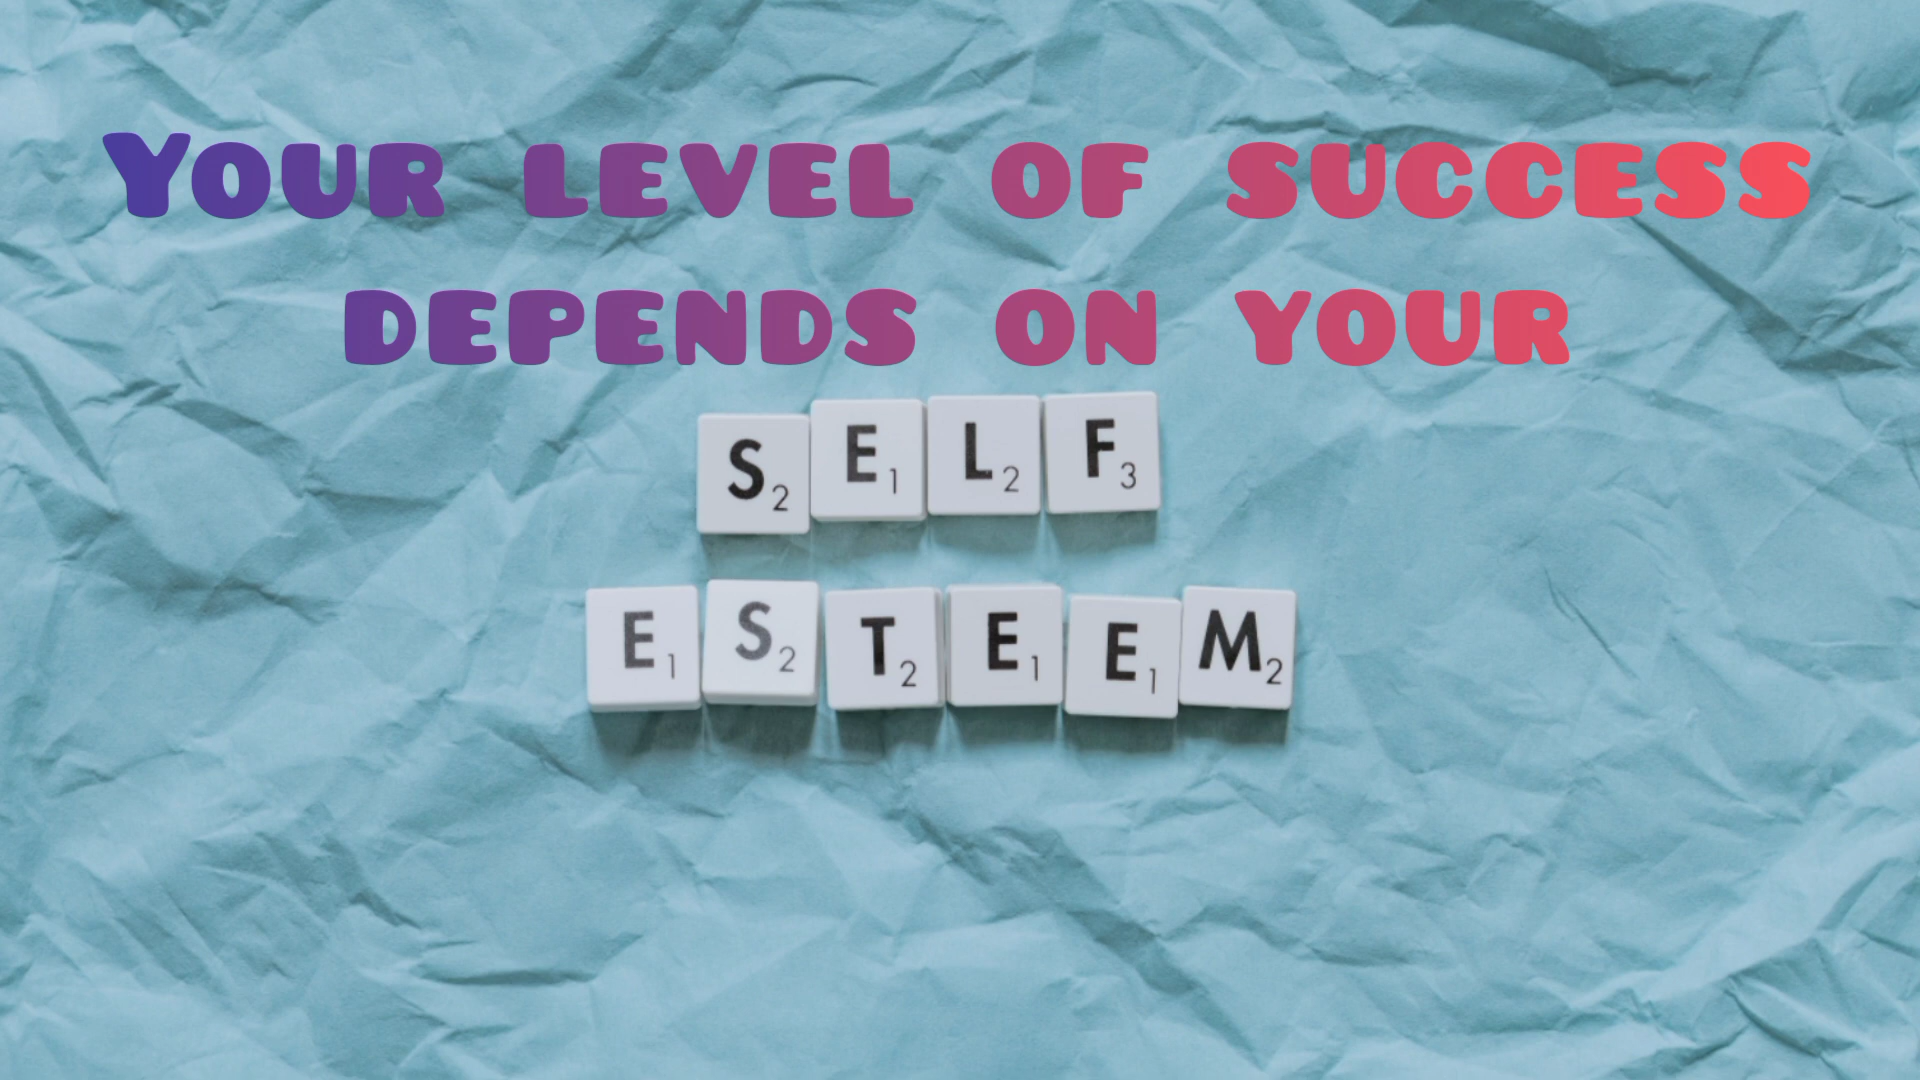 Your level of success
depends on your
S2 E1 L2 F3
E1 S2 T2 E1 E1 M2